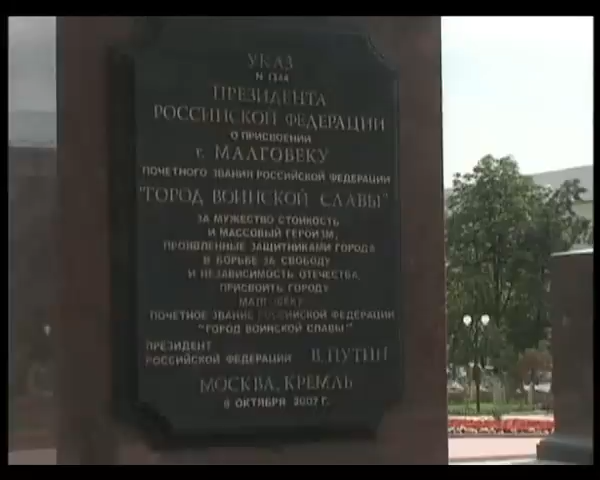 УКАЗ
N 1344
ПРЕЗИДЕНТА
РОССИЙСКОЙ ФЕДЕРАЦИИ
О ПРИСВОЕНИИ
г. МАЛГОБЕКУ
ПОЧЕТНОГО ЗВАНИЯ РОССИЙСКОЙ ФЕДЕРАЦИИ
"ГОРОД ВОИНСКОЙ СЛАВЫ"
ЗА МУЖЕСТВО СТОЙКОСТЬ
И МАССОВЫЙ ГЕРОИЗМ,
ПРОЯВЛЕННЫЕ ЗАЩИТНИКАМИ ГОРОДА
В БОРЬБЕ ЗА СВОБОДУ
И НЕЗАВИСИМОСТЬ ОТЕЧЕСТВА,
ПРИСВОИТЬ ГОРОДУ
МАЛГОБЕКУ
ПОЧЕТНОЕ ЗВАНИЕ РОССИЙСКОЙ ФЕДЕРАЦИИ
"ГОРОД ВОИНСКОЙ СЛАВЫ"
ПРЕЗИДЕНТ
РОССИЙСКОЙ ФЕДЕРАЦИИ В. ПУТИН
МОСКВА, КРЕМЛЬ
8 ОКТЯБРЯ 2007 Г.